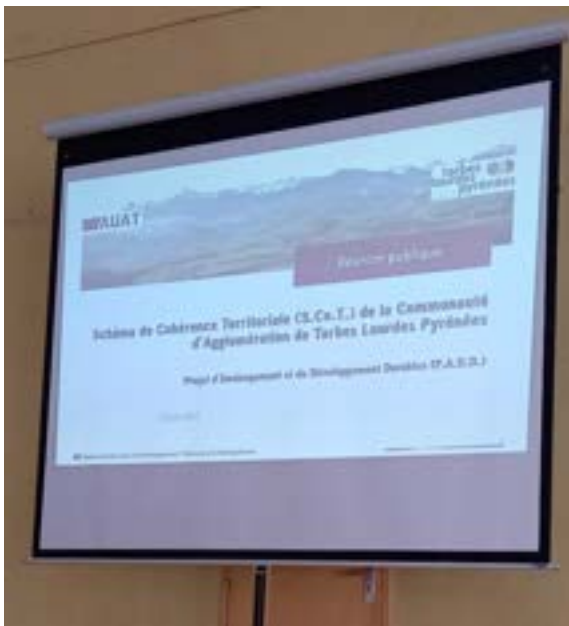 AUAT
Tarbes
Lourdes
Pyrénées
Réunion publique
Schéma de Cohérence Territoriale (S.Co.T.) de la Communauté
d'Agglomération de Tarbes Lourdes Pyrénées
Projet d'Aménagement et de Développement Durables (P.A.D.D.)